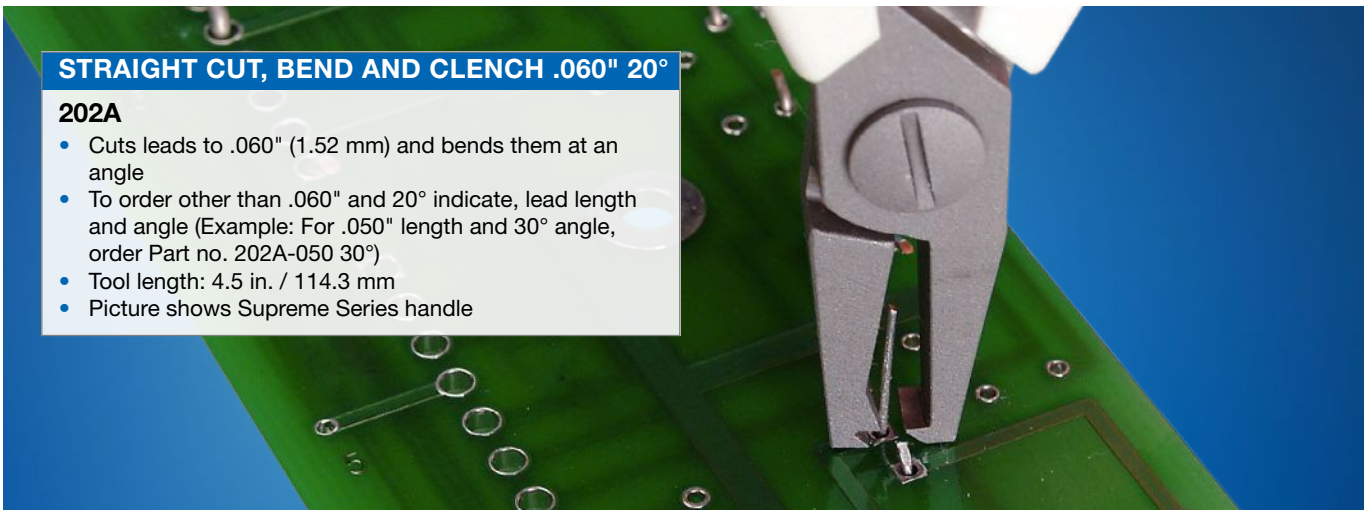 STRAIGHT CUT, BEND AND CLENCH .060" 20°
202A
• Cuts leads to .060" (1.52 mm) and bends them at an
angle
• To order other than .060" and 20° indicate, lead length
and angle (Example: For .050" length and 30° angle,
order Part no. 202A-050 30°)
• Tool length: 4.5 in. / 114.3 mm
• Picture shows Supreme Series handle